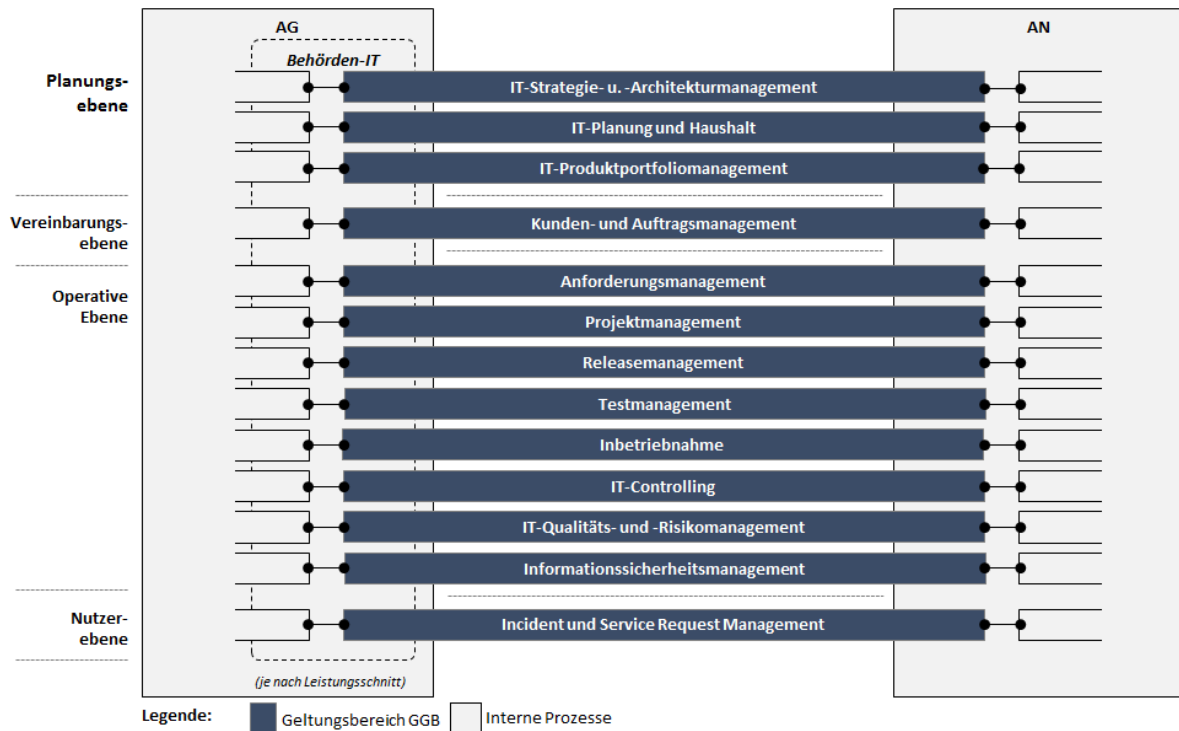 AG
AN
Behörden-IT
Planungs-
ebene
IT-Strategie- u. -Architekturmanagement
IT-Planung und Haushalt
IT-Produktportfoliomanagement
Vereinbarungs-
ebene
Kunden- und Auftragsmanagement
Operative
Ebene
Anforderungsmanagement
Projektmanagement
Releasemanagement
Testmanagement
Inbetriebnahme
IT-Controlling
IT-Qualitäts- und -Risikomanagement
Informationssicherheitsmanagement
Nutzer-
ebene
Incident und Service Request Management
(je nach Leistungsschnitt)
Legende:
Geltungsbereich GGB
Interne Prozesse